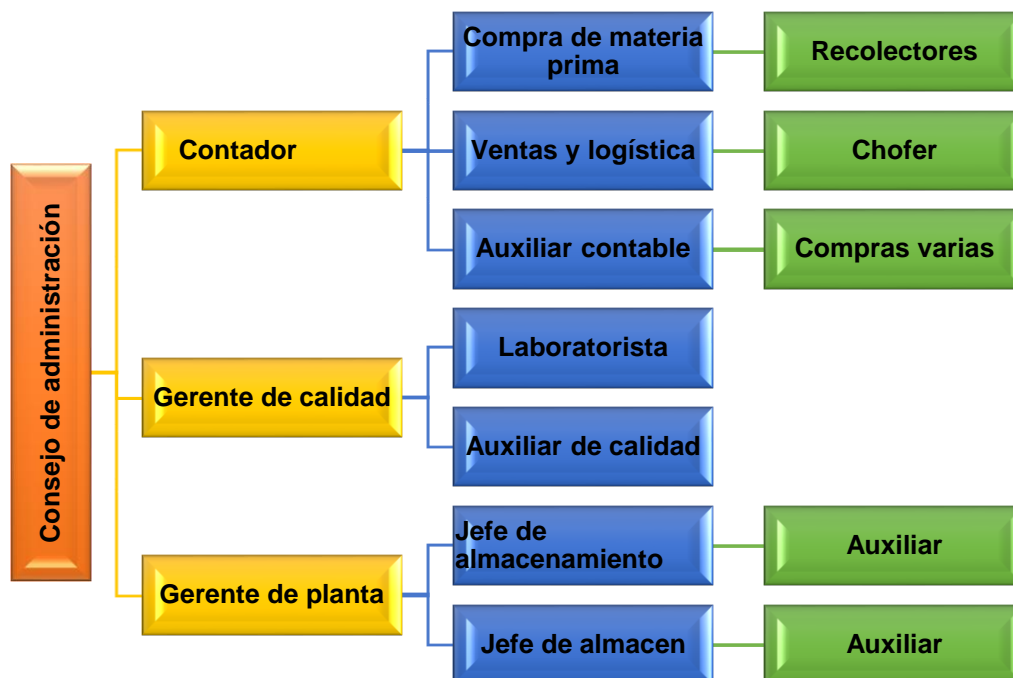 Consejo de administración
Contador
Compra de materia
prima
Recolectores
Ventas y logística
Chofer
Auxiliar contable
Compras varias
Gerente de calidad
Laboratorista
Auxiliar de calidad
Gerente de planta
Jefe de
almacenamiento
Auxiliar
Jefe de almacen
Auxiliar